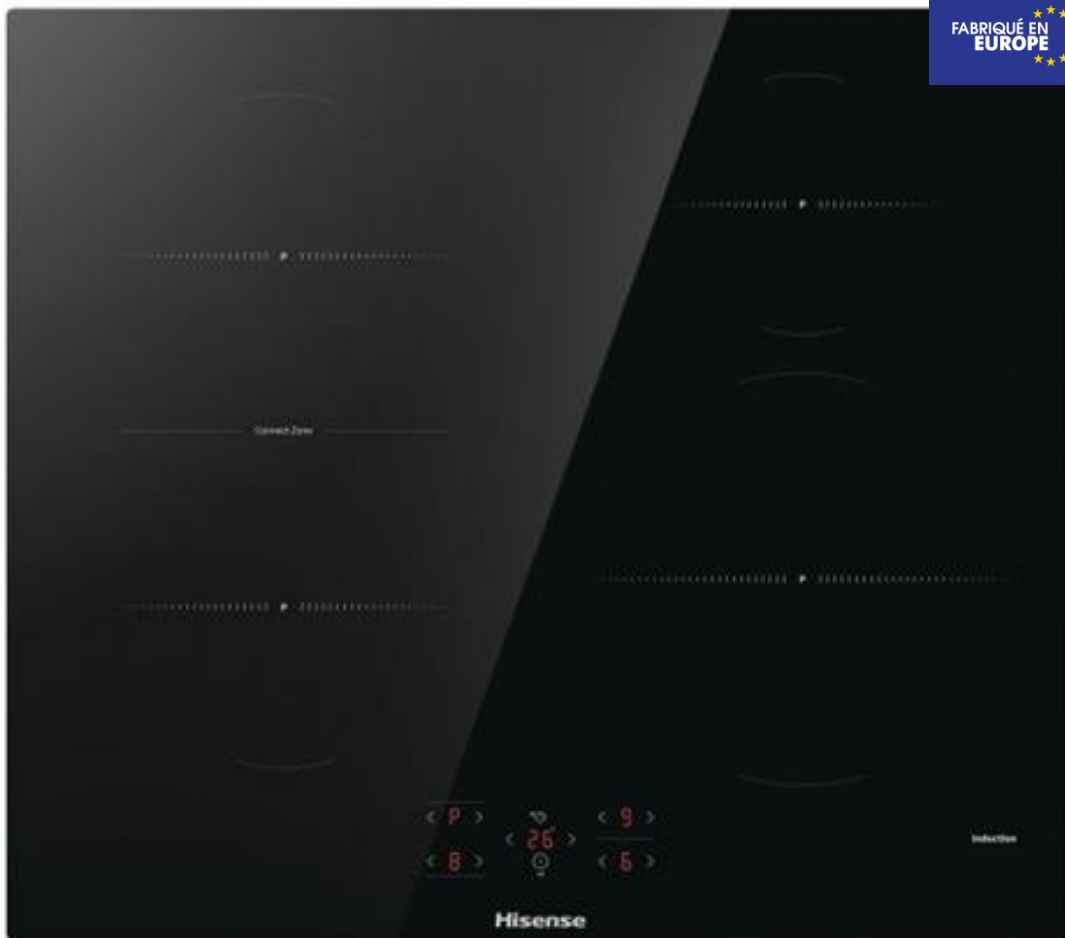 FABRIQUÉ EN
EUROPE
P
P
Connect Zone
P
P
P
9
26
8
6
Induction
Hisense